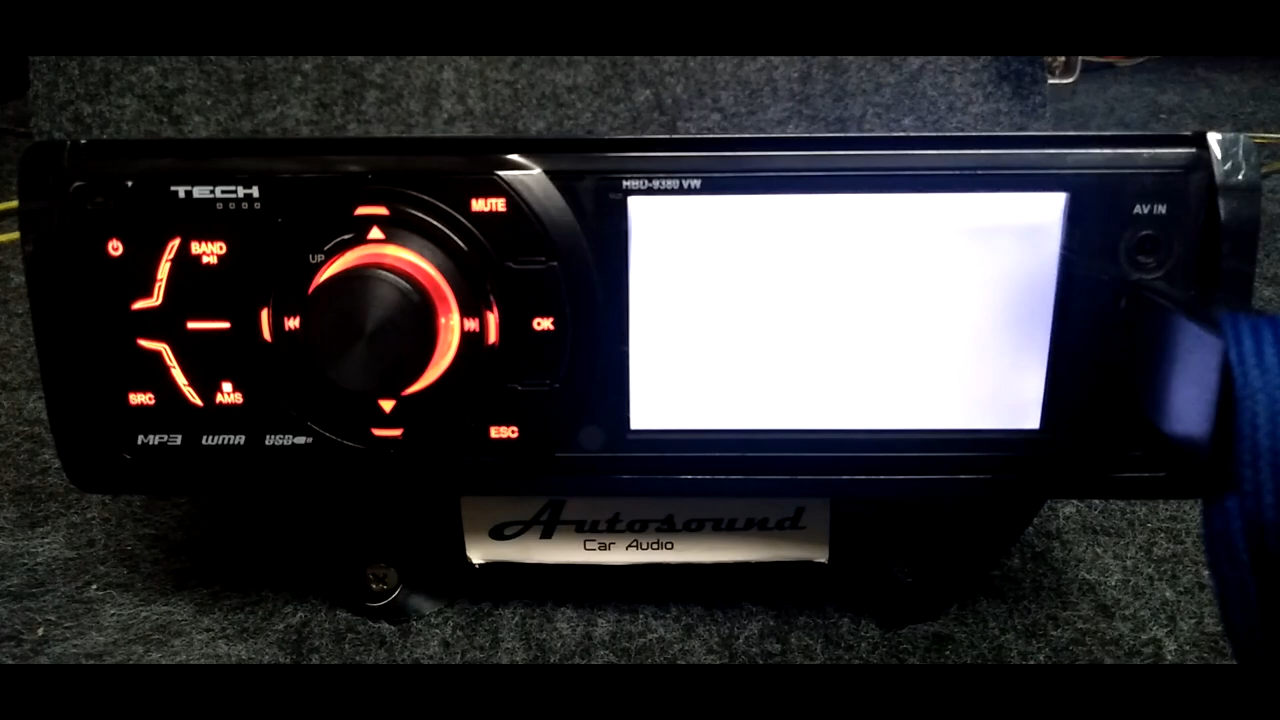 TECH
HBD-9380 VW
MUTE
AV IN
BAND
UP
OK
SRC
AMS
ESC
MP3 WMA USB
Autosound
Car Audio